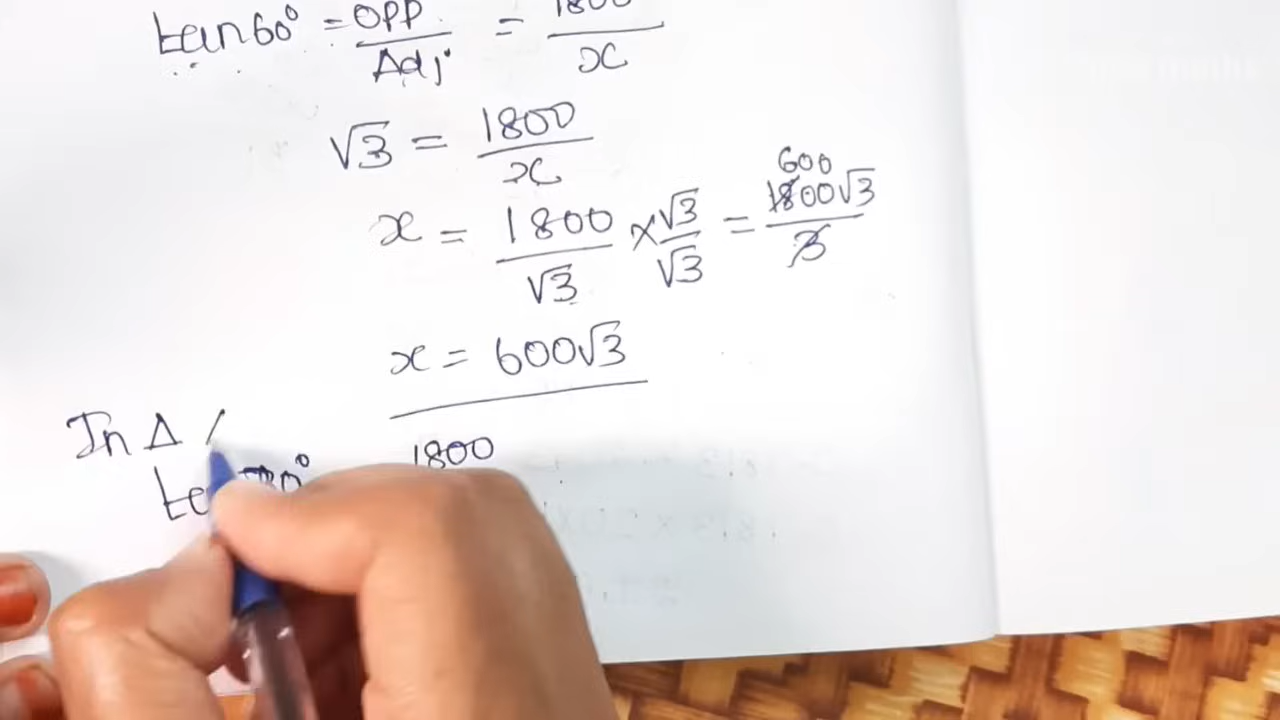 tan60° = Opp/Adj = 1800/x
√3 = 1800/x
x = 1800/√3 × √3/√3 = 1800√3/3
600
x = 600√3
In Δ
1800